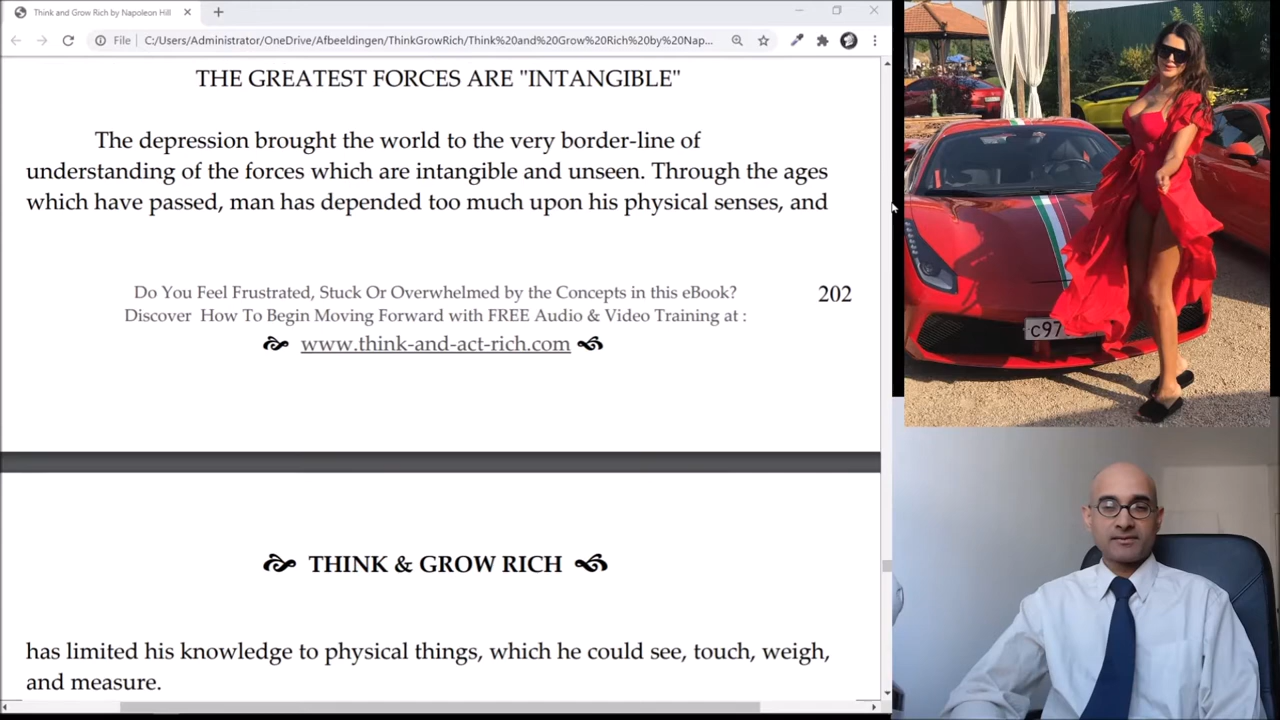 Think and Grow Rich by Napoleon Hill
File
C:/Users/Administrator/OneDrive/Afbeeldingen/ThinkGrowRich/Think%20and%20Grow%20Rich%20by%20Nap...
THE GREATEST FORCES ARE "INTANGIBLE"
The depression brought the world to the very border-line of
understanding of the forces which are intangible and unseen. Through the ages
which have passed, man has depended too much upon his physical senses, and
Do You Feel Frustrated, Stuck Or Overwhelmed by the Concepts in this eBook?
202
Discover How To Begin Moving Forward with FREE Audio & Video Training at :
www.think-and-act-rich.com
THINK & GROW RICH
has limited his knowledge to physical things, which he could see, touch, weigh,
and measure.
c97